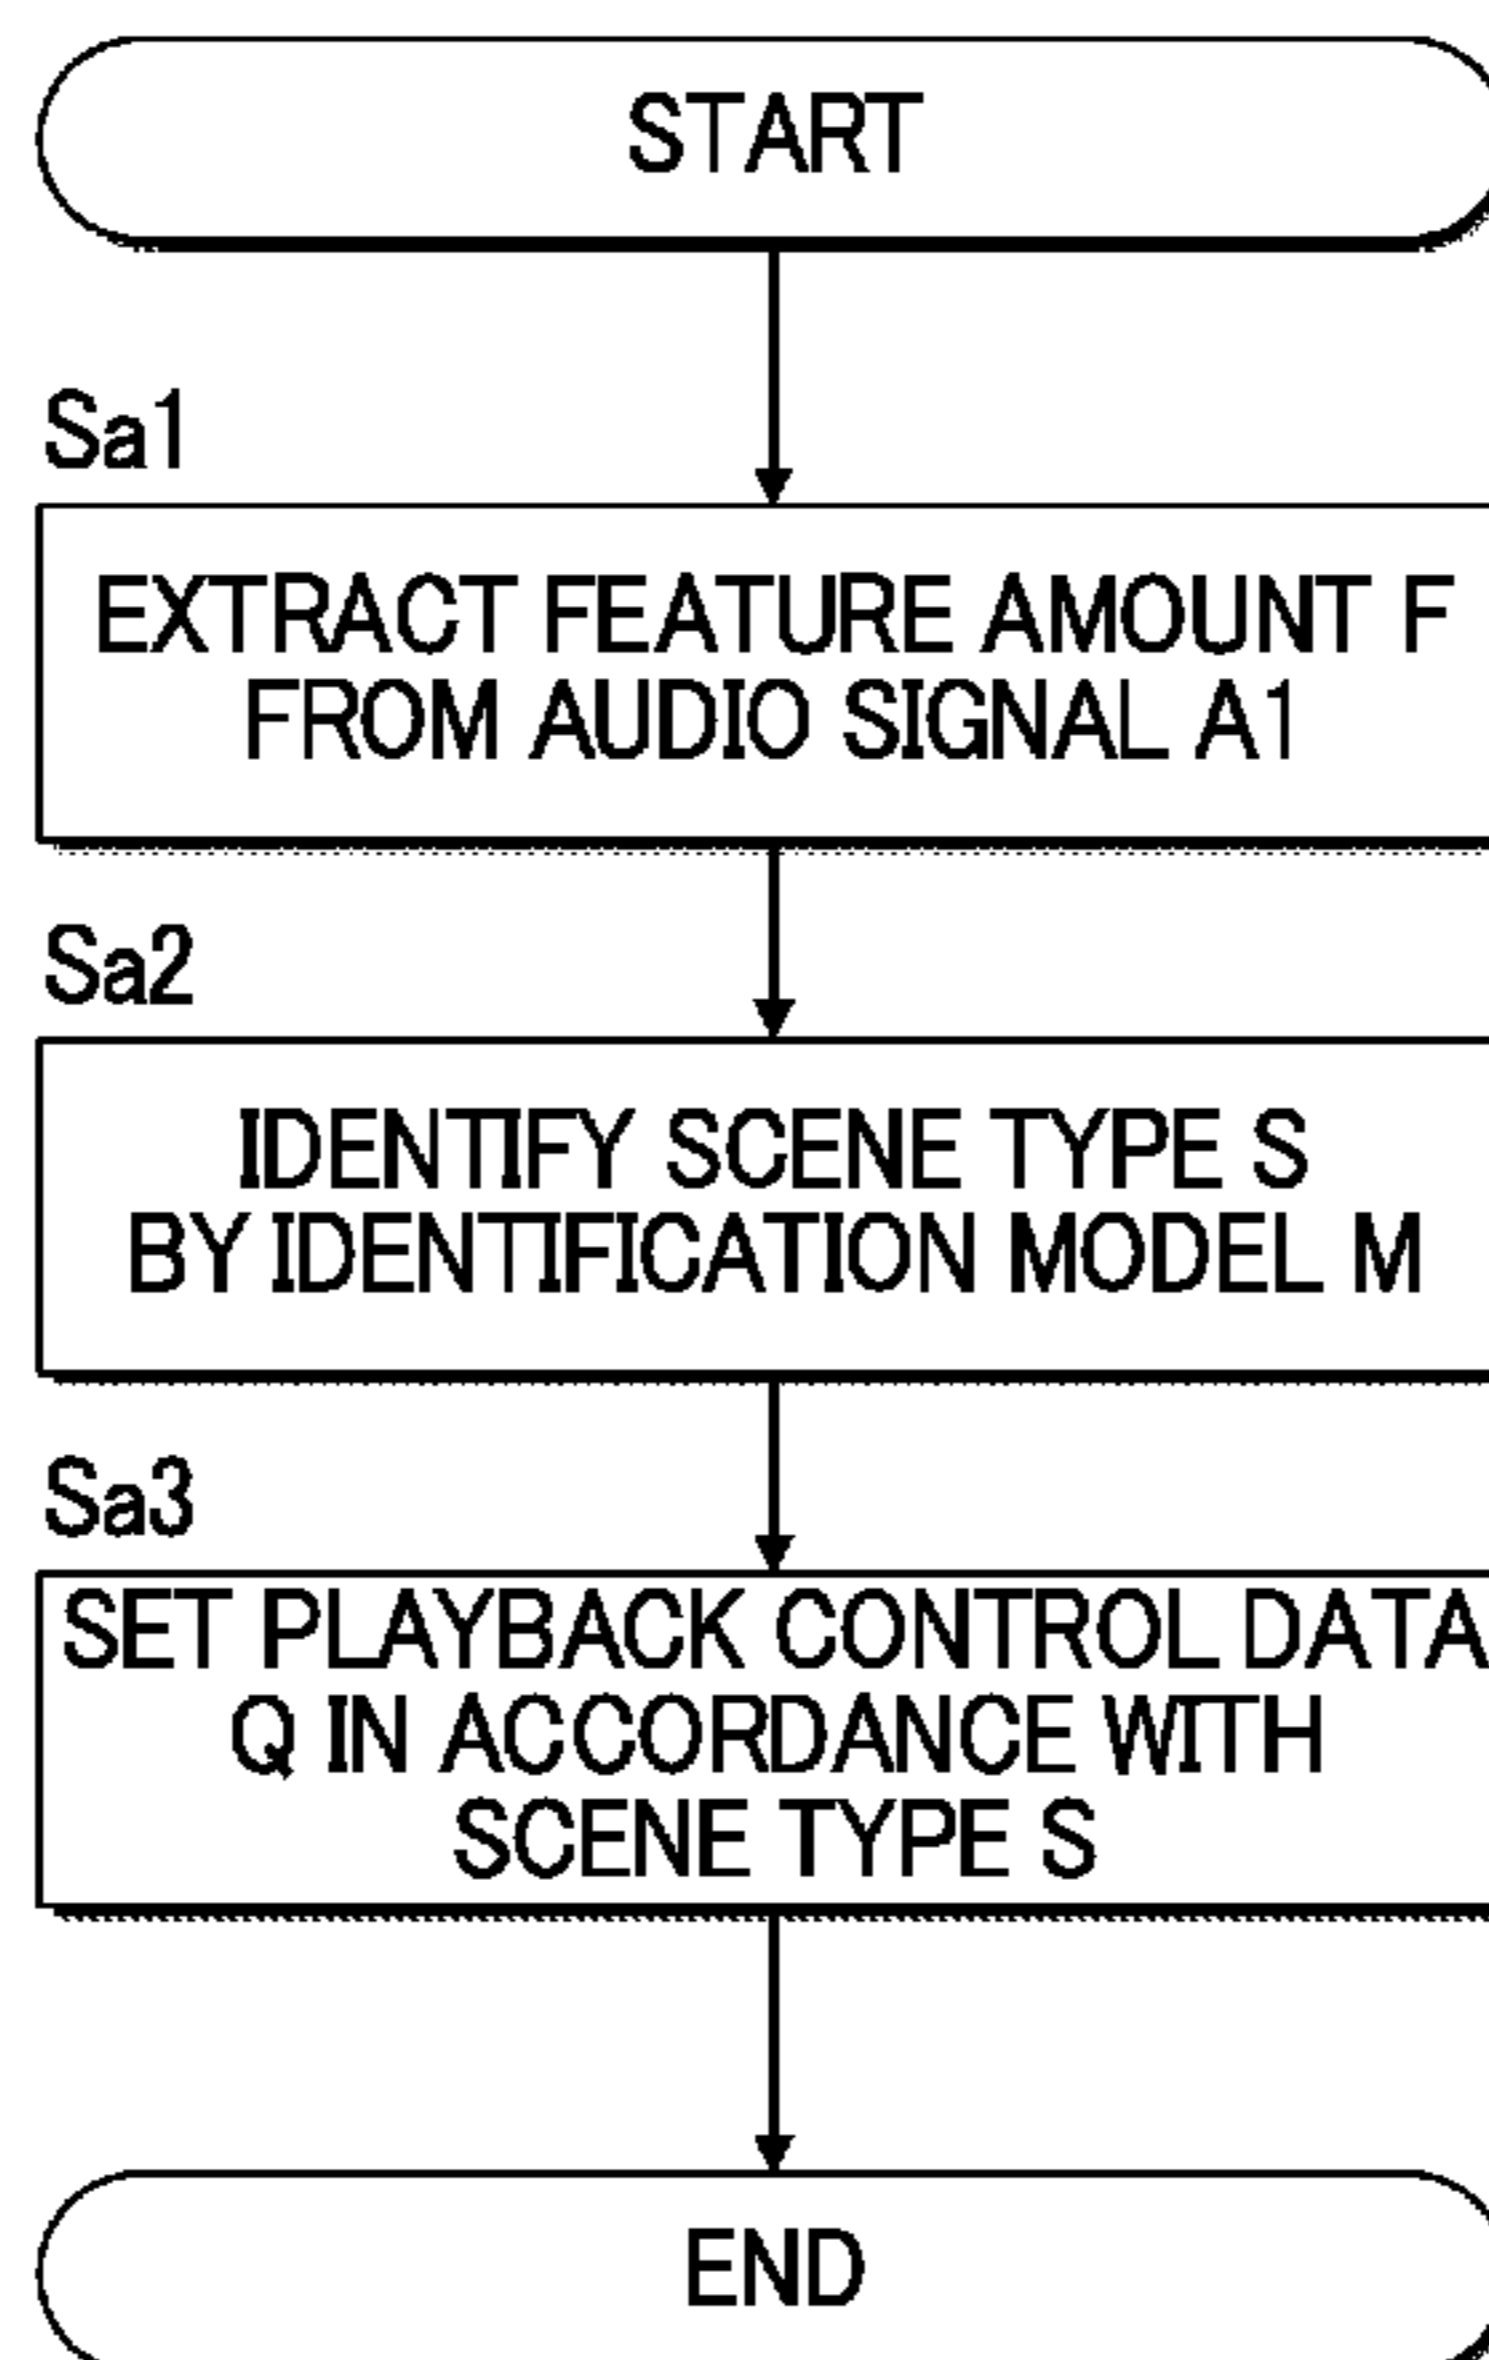 START
Sa1
EXTRACT FEATURE AMOUNT F
FROM AUDIO SIGNAL A1
Sa2
IDENTIFY SCENE TYPE S
BY IDENTIFICATION MODEL M
Sa3
SET PLAYBACK CONTROL DATA
Q IN ACCORDANCE WITH
SCENE TYPE S
END